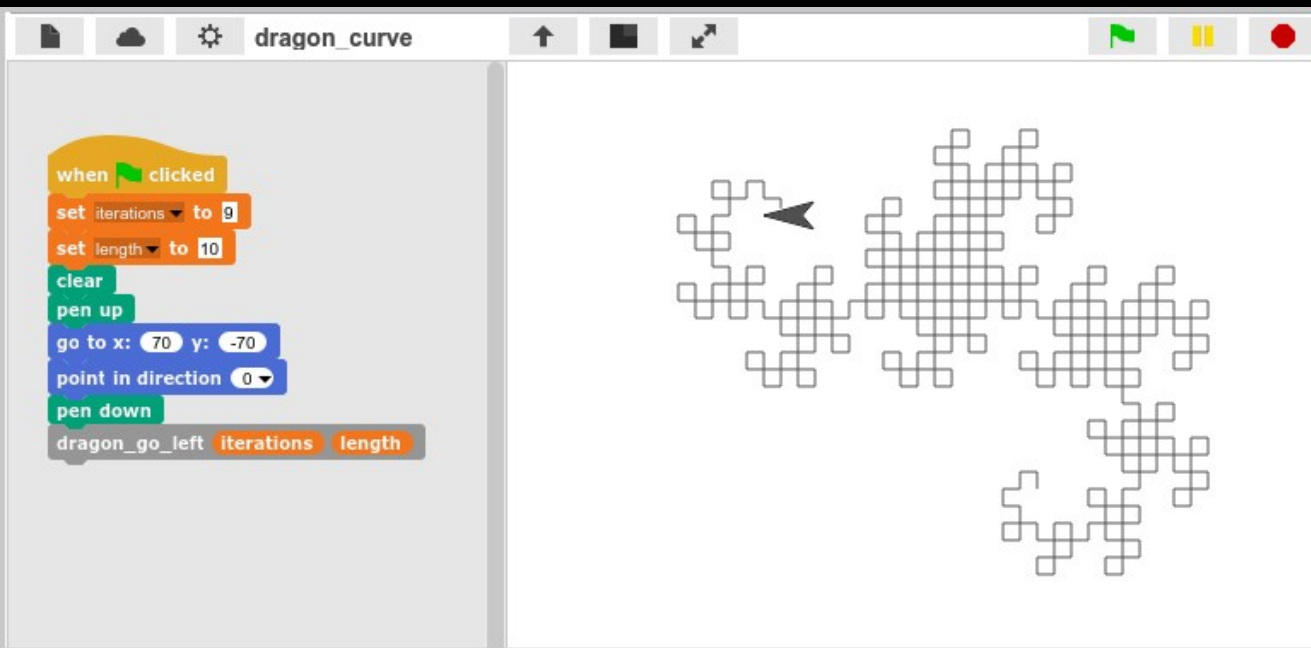 dragon_curve
when clicked
set iterations to 9
set length to 10
clear
pen up
go to x: 70 y: -70
point in direction 0
pen down
dragon_go_left iterations length